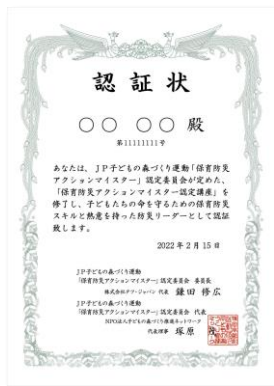 認証状
○○ ○○ 殿
第11111111号
あなたは、JP子どもの森づくり運動「保育防災
アクションマイスター」認定委員会が定めた、
「保育防災アクションマイスター認定講座」を
修了し、子どもたちの命を守るための保育防災
スキルと熱意を持った防災リーダーとして認証
致します。
2022年2月15日
JP子どもの森づくり運動
「保育防災アクションマイスター」認定委員会 委員長
株式会社タフ・ジャパン 代表 鎌田 修広
JP子どもの森づくり運動
「保育防災アクションマイスター」認定委員会 代表
NPO法人子どもの森づくり推進ネットワーク
代表理事 塚原